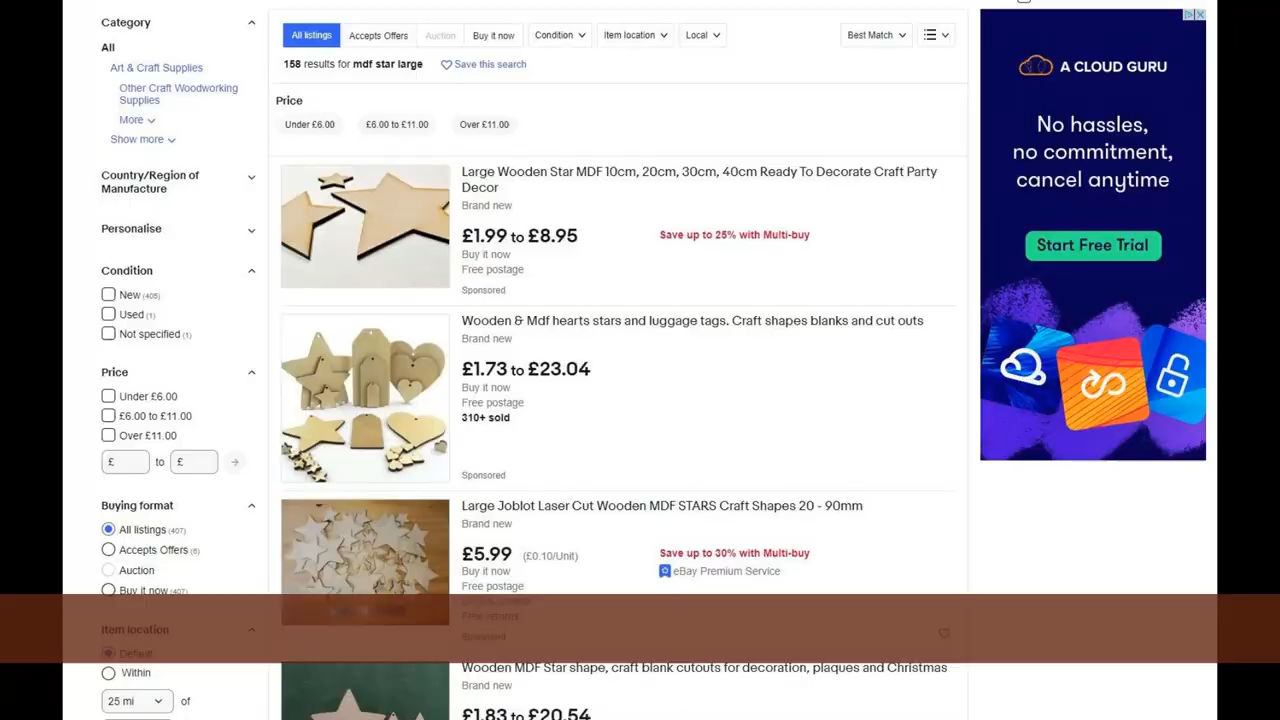 Category
All
Art & Craft Supplies
Other Craft Woodworking
Supplies
More
Show more
Country/Region of
Manufacture
Personalise
Condition
New (405)
Used (1)
Not specified (1)
Price
Under £6.00
£6.00 to £11.00
Over £11.00
£ to £
Buying format
All listings (407)
Accepts Offers (6)
Auction
Buy it now (407)
Item location
Default
Within
25 mi of
All listings Accepts Offers Auction Buy it now Condition Item location Local Best Match
158 results for mdf star large Save this search
Price
Under £6.00 £6.00 to £11.00 Over £11.00
Large Wooden Star MDF 10cm, 20cm, 30cm, 40cm Ready To Decorate Craft Party
Decor
Brand new
£1.99 to £8.95 Save up to 25% with Multi-buy
Buy it now
Free postage
Sponsored
Wooden & Mdf hearts stars and luggage tags. Craft shapes blanks and cut outs
Brand new
£1.73 to £23.04
Buy it now
Free postage
310+ sold
Sponsored
Large Joblot Laser Cut Wooden MDF STARS Craft Shapes 20 - 90mm
Brand new
£5.99 (£0.10/Unit) Save up to 30% with Multi-buy
Buy it now eBay Premium Service
Free postage
Free returns
Sponsored
Wooden MDF Star shape, craft blank cutouts for decoration, plaques and Christmas
Brand new
£1.83 to £20.54
A CLOUD GURU
No hassles,
no commitment,
cancel anytime
Start Free Trial